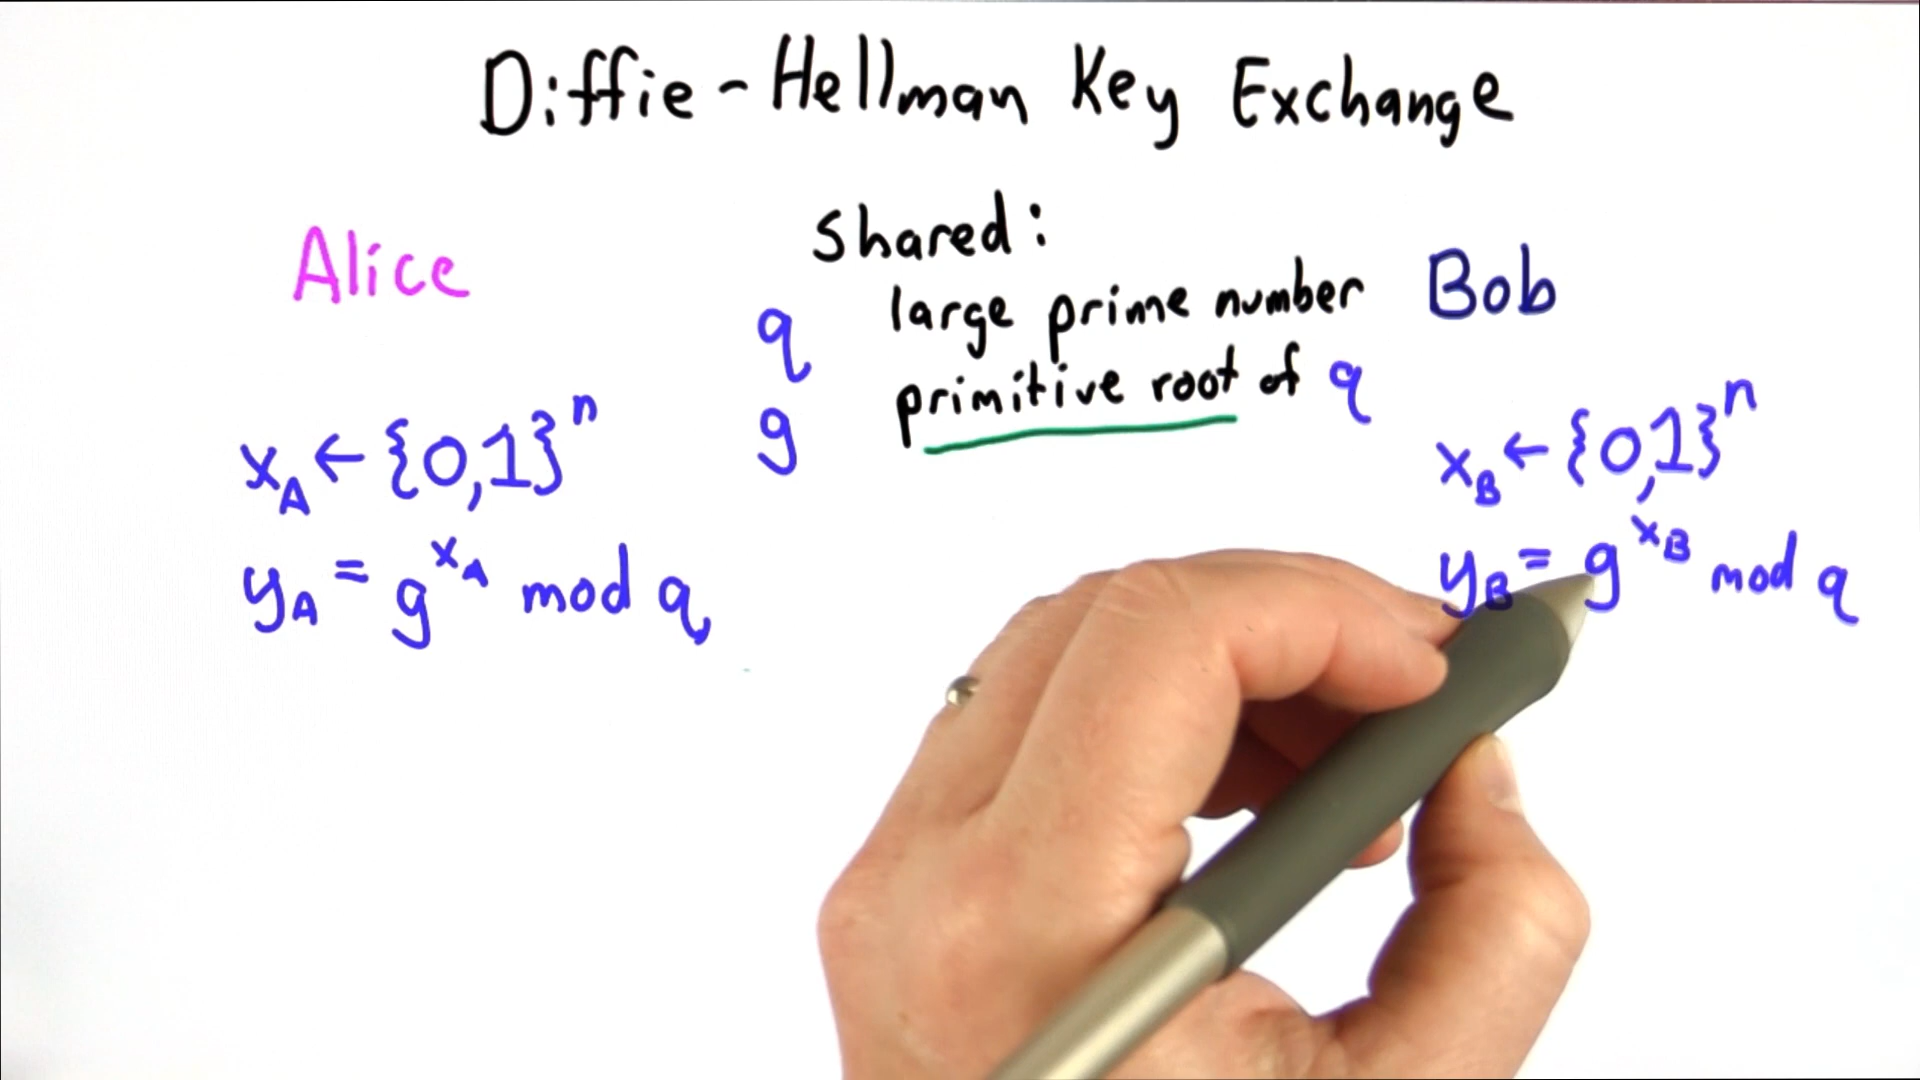 Diffie-Hellman Key Exchange
Alice
shared:
q large prime number
g primitive root of q
Bob
x_A ← {0,1}^n
y_A = g^x_A mod q
x_B ← {0,1}^n
y_B = g^x_B mod q